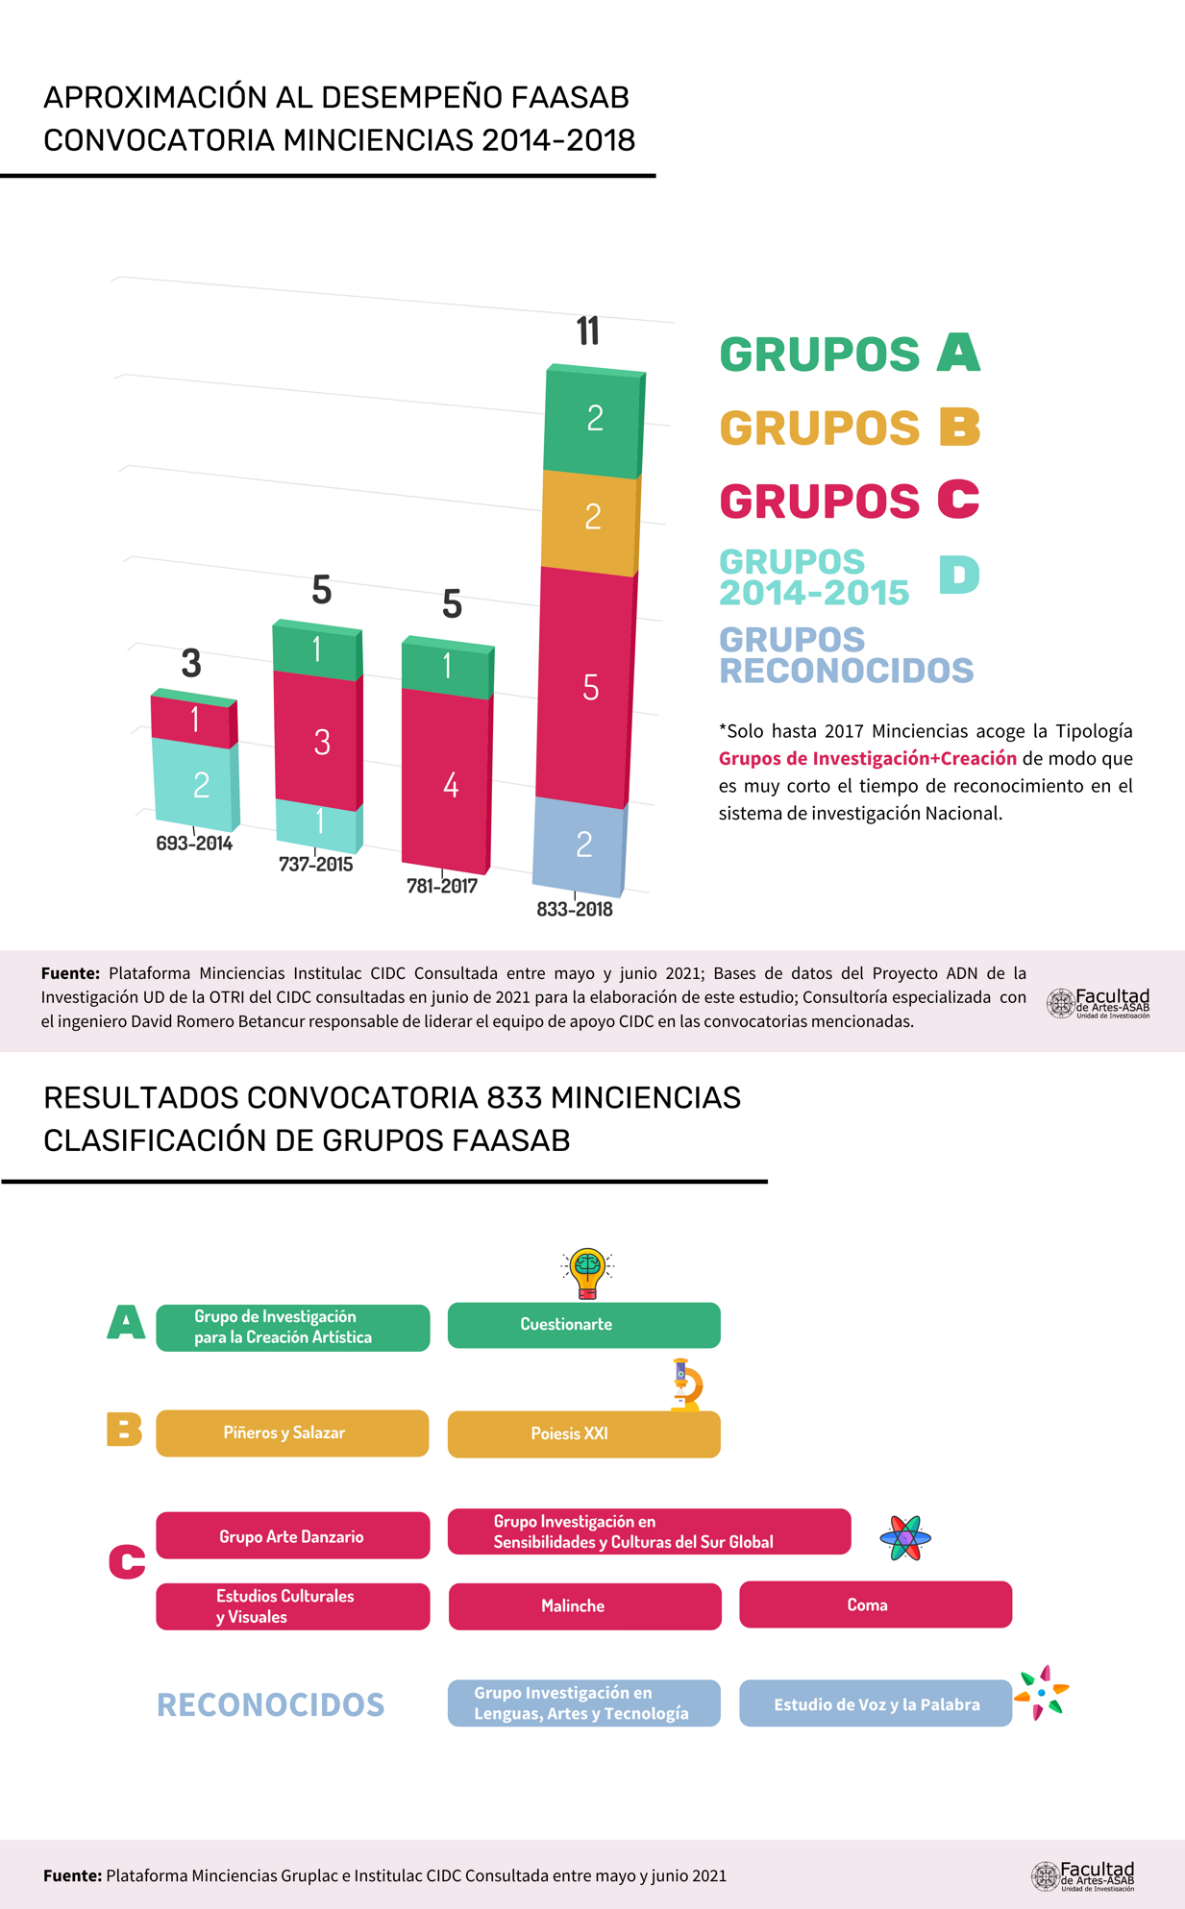 APROXIMACIÓN AL DESEMPEÑO FAASAB
CONVOCATORIA MINCIENCIAS 2014-2018
11
2
2
5
2
833-2018
5
1
4
781-2017
5
1
3
1
737-2015
3
1
2
693-2014
GRUPOS A
GRUPOS B
GRUPOS C
GRUPOS
2014-2015 D
GRUPOS
RECONOCIDOS
*Solo hasta 2017 Minciencias acoge la Tipología
Grupos de Investigación+Creación de modo que
es muy corto el tiempo de reconocimiento en el
sistema de investigación Nacional.
Fuente: Plataforma Minciencias Institulac CIDC Consultada entre mayo y junio 2021; Bases de datos del Proyecto ADN de la
Investigación UD de la OTRI del CIDC consultadas en junio de 2021 para la elaboración de este estudio; Consultoría especializada con
el ingeniero David Romero Betancur responsable de liderar el equipo de apoyo CIDC en las convocatorias mencionadas.
Facultad
de Artes-ASAB
Unidad de Investigación
RESULTADOS CONVOCATORIA 833 MINCIENCIAS
CLASIFICACIÓN DE GRUPOS FAASAB
A
Grupo de Investigación
para la Creación Artística
Cuestionarte
B
Piñeros y Salazar
Poiesis XXI
C
Grupo Arte Danzario
Grupo Investigación en
Sensibilidades y Culturas del Sur Global
Estudios Culturales
y Visuales
Malinche
Coma
RECONOCIDOS
Grupo Investigación en
Lenguas, Artes y Tecnología
Estudio de Voz y la Palabra
Fuente: Plataforma Minciencias Gruplac e Institulac CIDC Consultada entre mayo y junio 2021
Facultad
de Artes-ASAB
Unidad de Investigación